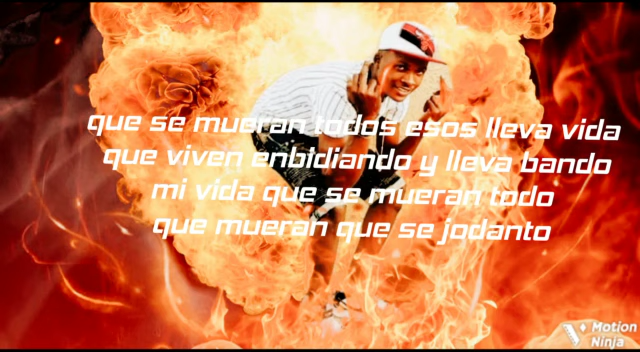 que se mueran todos esos lleva vida
que viven enbidiando y lleva bando
mi vida que se mueran todo
que mueran que se jodanto
Motion
Ninja